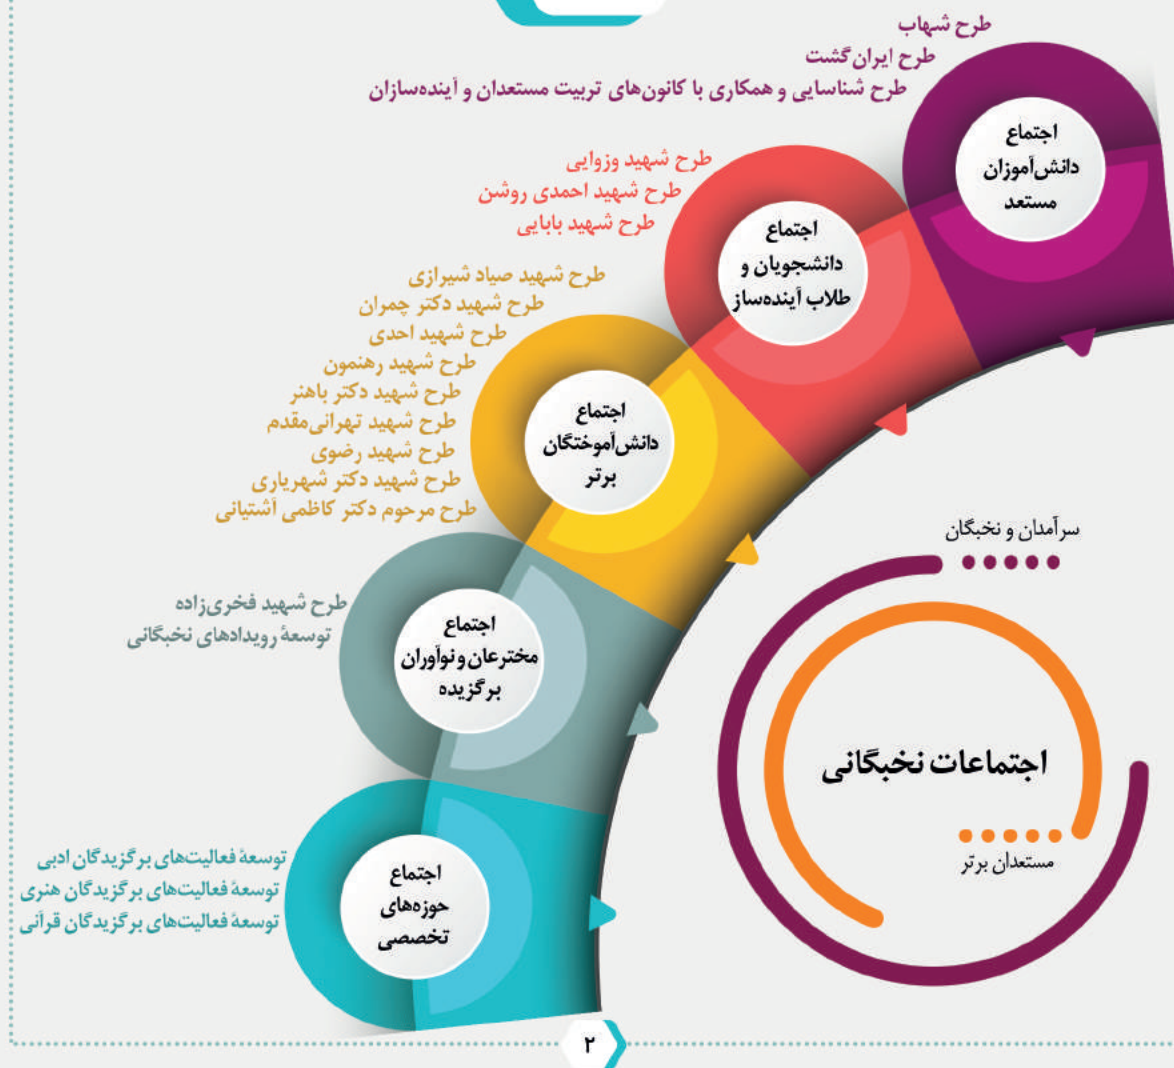 طرح شهاب
طرح ایران‌گشت
طرح شناسایی و همکاری با کانون‌های تربیت مستعدان و آینده‌سازان
اجتماع
دانش‌آموزان
مستعد
طرح شهید وزوایی
طرح شهید احمدی روشن
طرح شهید بابایی
اجتماع
دانشجویان و
طلاب آینده‌ساز
طرح شهید صیاد شیرازی
طرح شهید دکتر چمران
طرح شهید احدی
طرح شهید رهنمون
طرح شهید دکتر باهنر
طرح شهید تهرانی‌مقدم
طرح شهید رضوی
طرح شهید دکتر شهریاری
طرح مرحوم دکتر کاظمی آشتیانی
اجتماع
دانش‌آموختگان
برتر
طرح شهید فخری‌زاده
توسعهٔ رویدادهای نخبگانی
اجتماع
مخترعان و نوآوران
برگزیده
توسعهٔ فعالیت‌های برگزیدگان ادبی
توسعهٔ فعالیت‌های برگزیدگان هنری
توسعهٔ فعالیت‌های برگزیدگان قرآنی
اجتماع
حوزه‌های
تخصصی
سرآمدان و نخبگان
اجتماعات نخبگانی
مستعدان برتر
۲